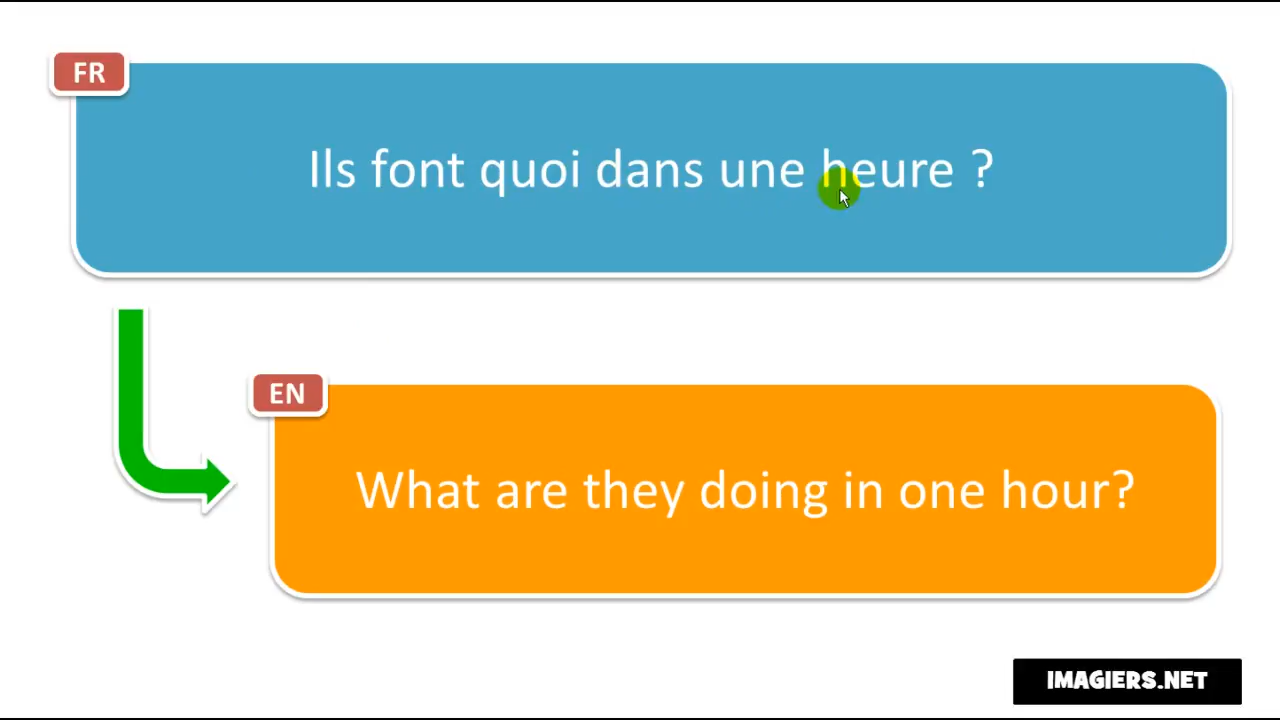 FR
Ils font quoi dans une heure ?
EN
What are they doing in one hour?
IMAGIERS.NET